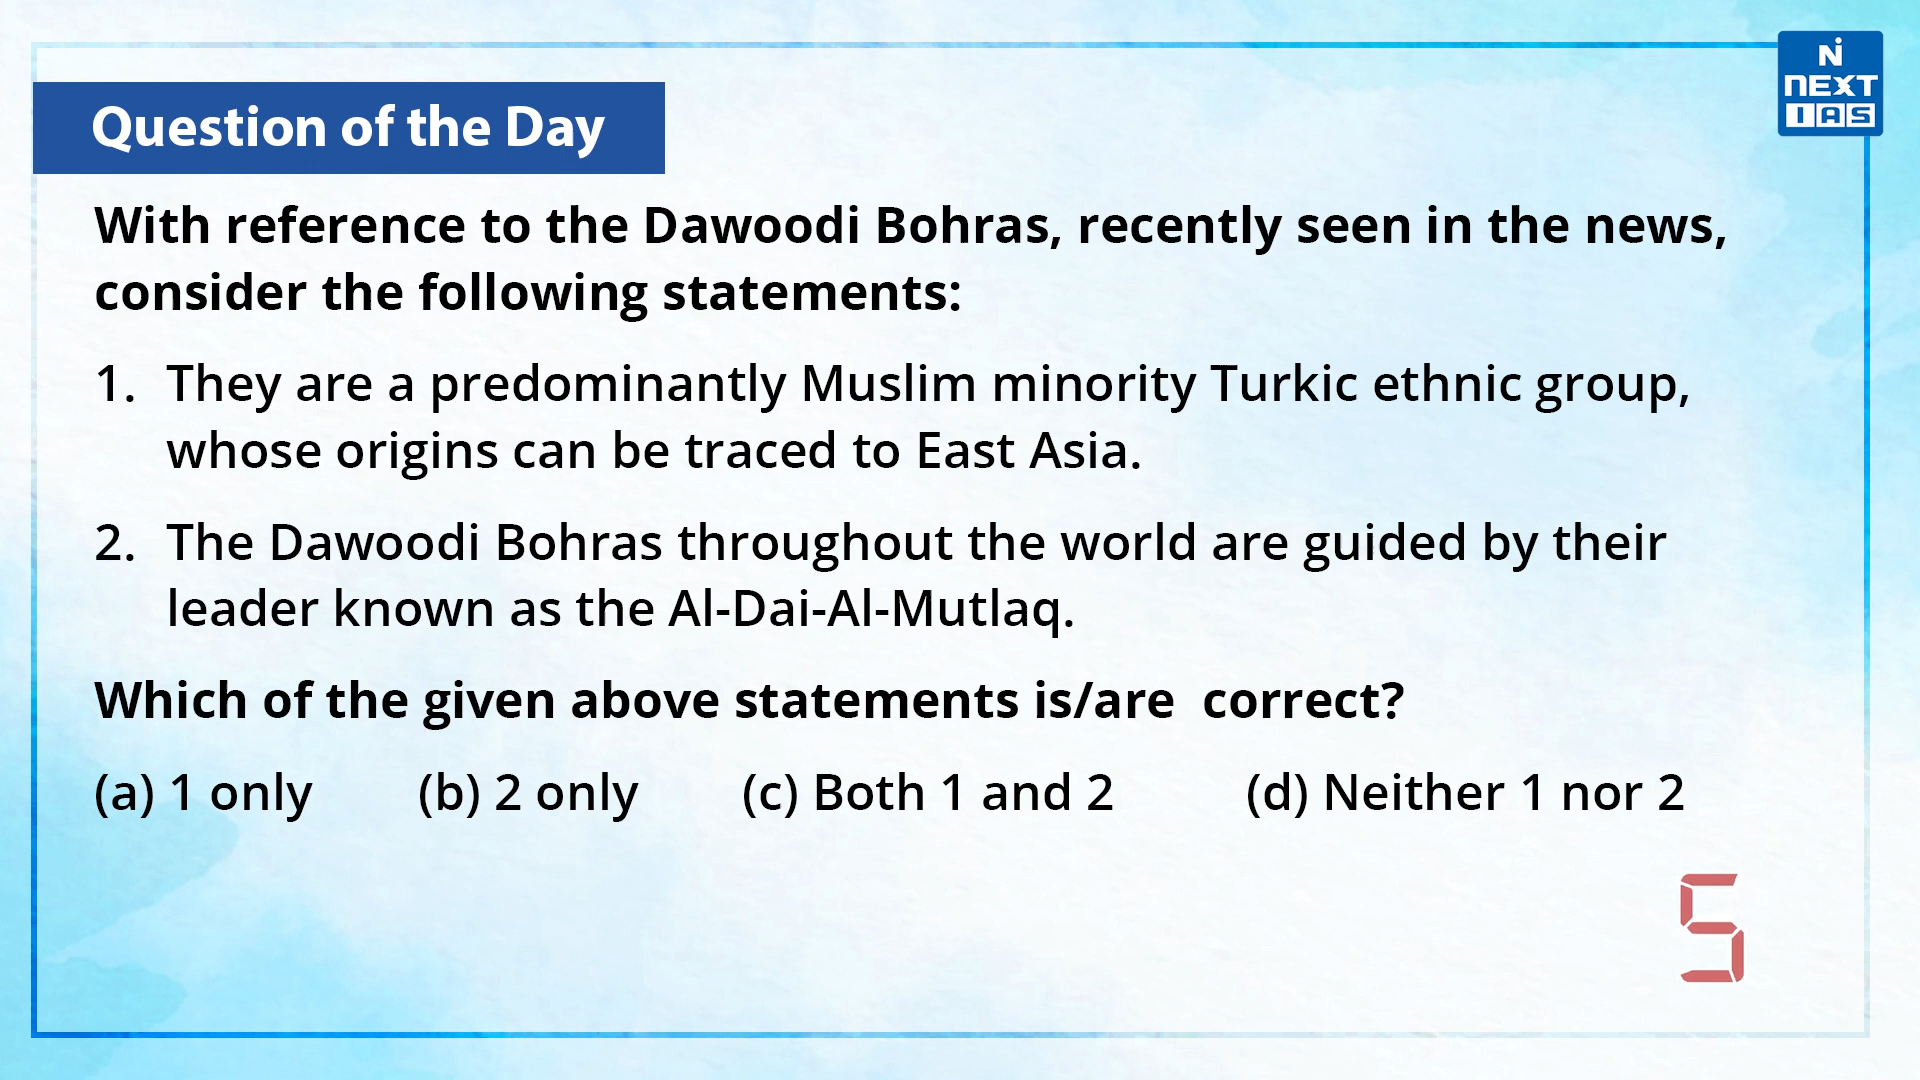 Question of the Day
Ni
NEXT
IAS
With reference to the Dawoodi Bohras, recently seen in the news,
consider the following statements:
1. They are a predominantly Muslim minority Turkic ethnic group,
whose origins can be traced to East Asia.
2. The Dawoodi Bohras throughout the world are guided by their
leader known as the Al-Dai-Al-Mutlaq.
Which of the given above statements is/are correct?
(a) 1 only (b) 2 only (c) Both 1 and 2 (d) Neither 1 nor 2
5